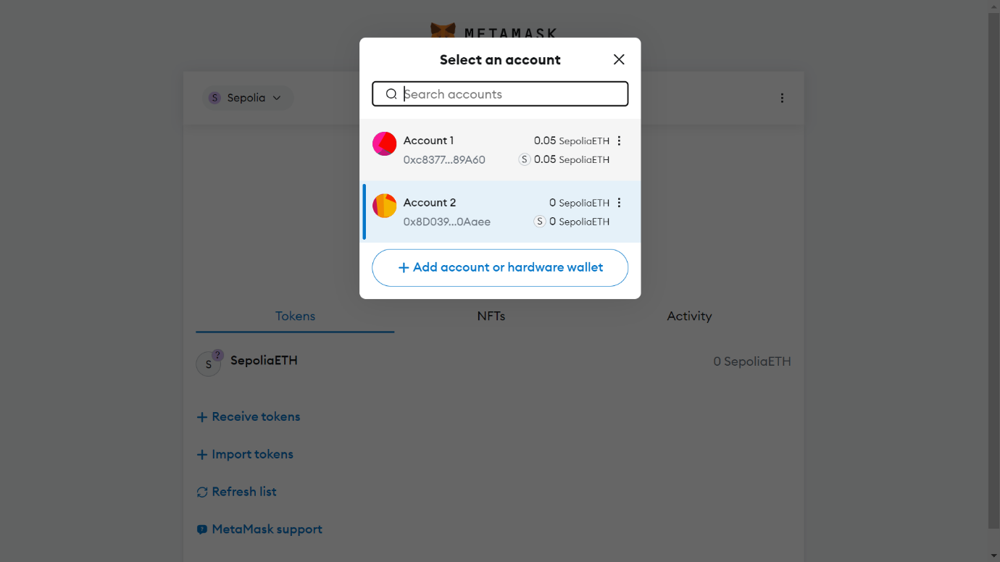 METAMASK
Select an account
Search accounts
S Sepolia
Account 1 0.05 SepoliaETH
0xc8377...89A60 S 0.05 SepoliaETH
Account 2 0 SepoliaETH
0x8D039...0Aaee S 0 SepoliaETH
+ Add account or hardware wallet
Tokens NFTs Activity
S ? SepoliaETH 0 SepoliaETH
+ Receive tokens
+ Import tokens
Refresh list
? MetaMask support